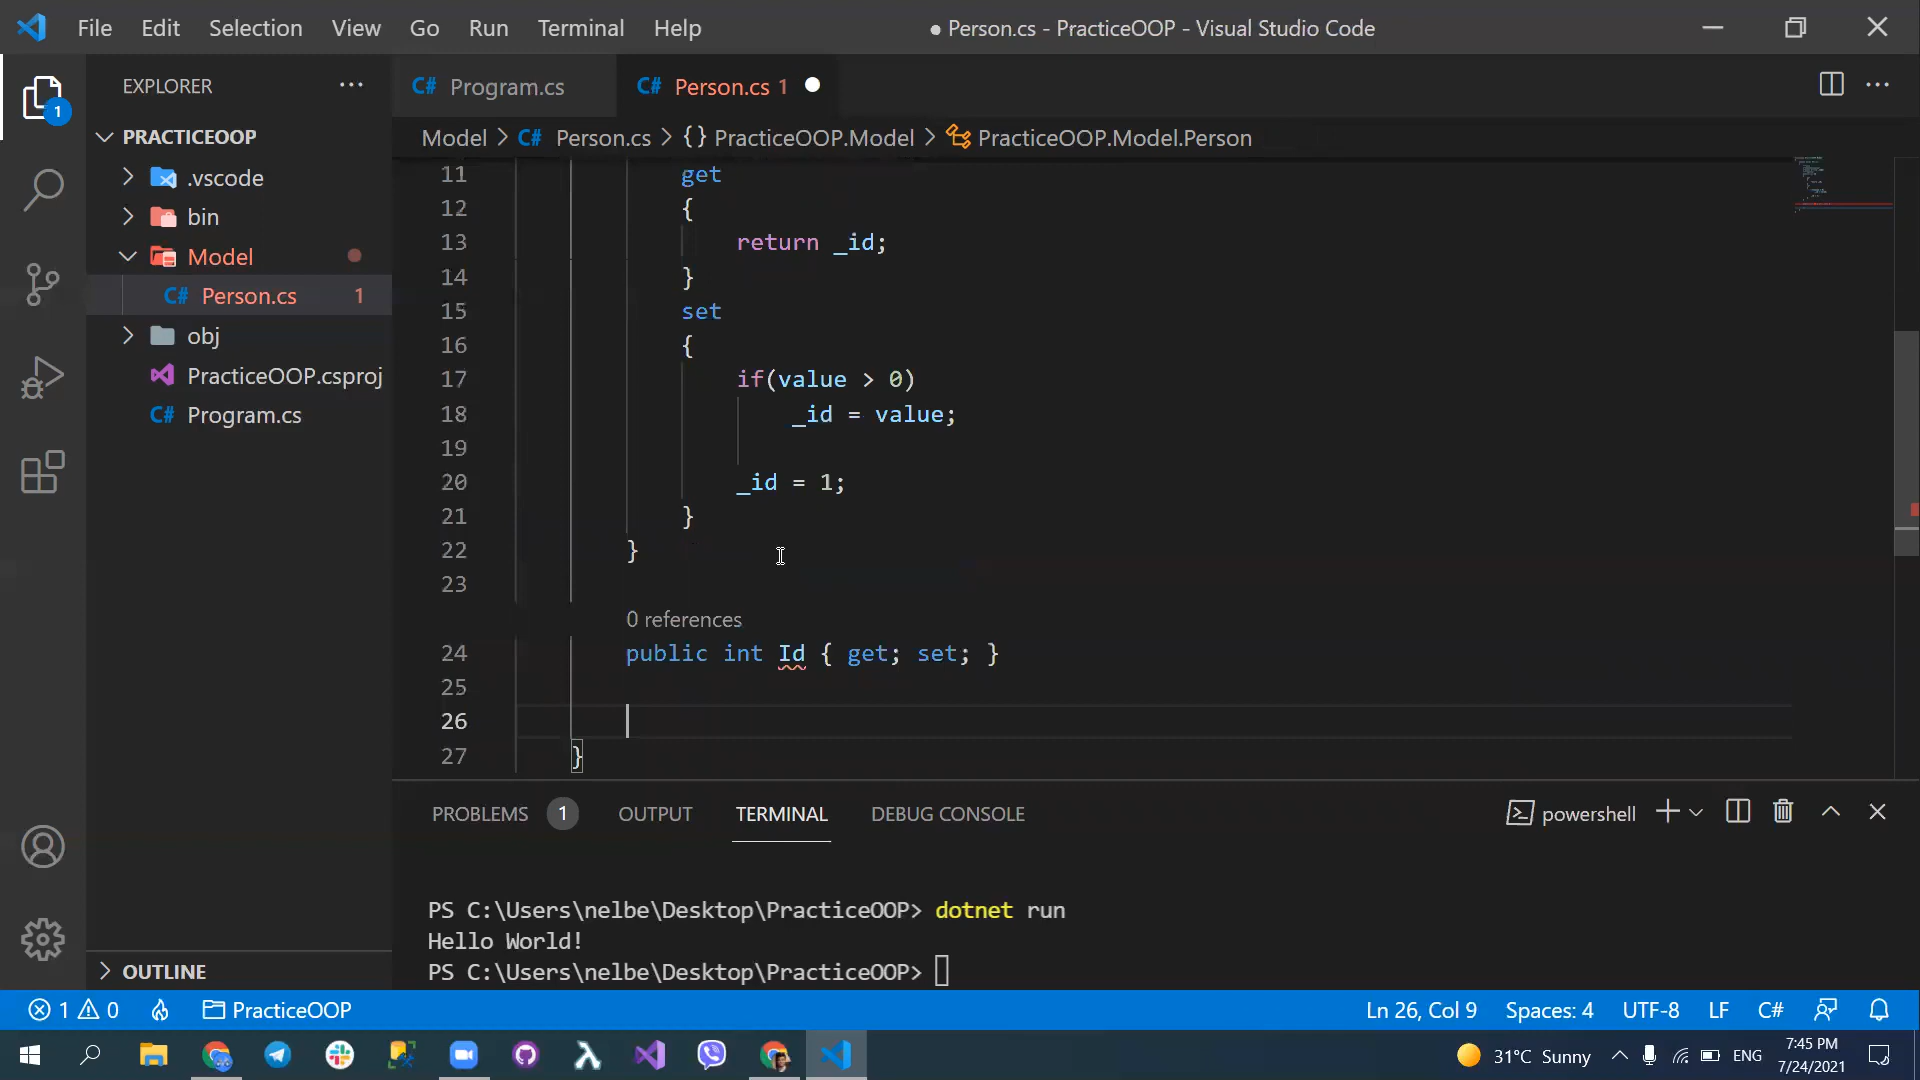 File Edit Selection View Go Run Terminal Help
● Person.cs - PracticeOOP - Visual Studio Code
EXPLORER
PRACTICEOOP
.vscode
bin
Model
C# Person.cs 1
obj
PracticeOOP.csproj
C# Program.cs
OUTLINE
1
C# Program.cs
C# Person.cs 1
Model > C# Person.cs > {} PracticeOOP.Model > PracticeOOP.Model.Person
11 get
12 {
13 return _id;
14 }
15 set
16 {
17 if(value > 0)
18 _id = value;
19
20 _id = 1;
21 }
22 }
23
0 references
24 public int Id { get; set; }
25
26
27 }
PROBLEMS 1 OUTPUT TERMINAL DEBUG CONSOLE
powershell
PS C:\Users\nelbe\Desktop\PracticeOOP> dotnet run
Hello World!
PS C:\Users\nelbe\Desktop\PracticeOOP>
1 0 PracticeOOP
Ln 26, Col 9 Spaces: 4 UTF-8 LF C#
31°C Sunny ENG
7:45 PM
7/24/2021